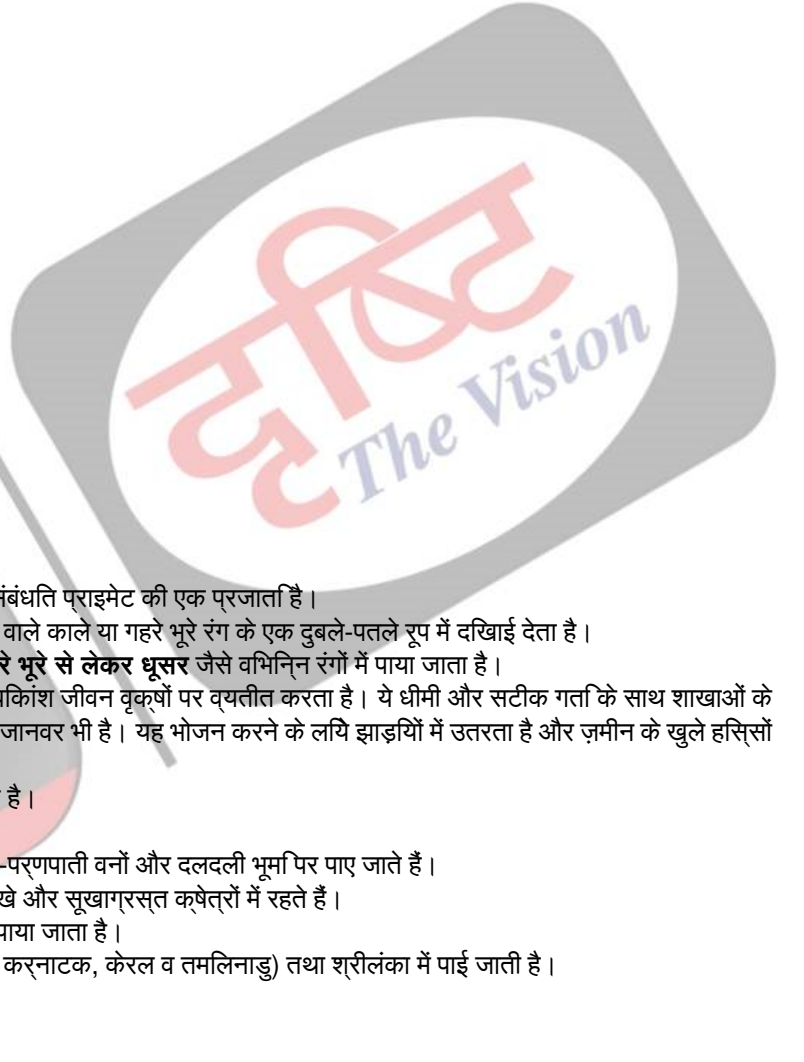 दृष्टि
The Vision
संबंधति प्राइमेट की एक प्रजाति है।
वाले काले या गहरे भूरे रंग के एक दुबले-पतले रूप में दिखाई देता है।
रे भूरे से लेकर धूसर जैसे विभिन्न रंगों में पाया जाता है।
जीवन वृक्षों पर व्यतीत करता है। ये धीमी और सटीक गति के साथ शाखाओं के
जानवर भी है। यह भोजन करने के लिये झाड़ियों में उतरता है और ज़मीन के खुले हिस्सों
है।
-पर्णपाती वनों और दलदली भूमि पर पाए जाते हैं।
खे और सूखाग्रस्त क्षेत्रों में रहते हैं।
पाया जाता है।
कर्नाटक, केरल व तमिलनाडु) तथा श्रीलंका में पाई जाती है।